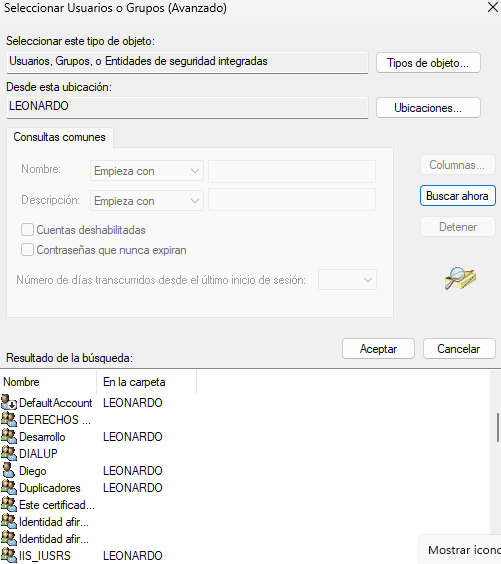 Seleccionar Usuarios o Grupos (Avanzado)
Seleccionar este tipo de objeto:
Usuarios, Grupos, o Entidades de seguridad integradas
Tipos de objeto...
Desde esta ubicación:
LEONARDO
Ubicaciones...
Consultas comunes
Nombre:
Empieza con
Columnas...
Descripción:
Empieza con
Buscar ahora
Cuentas deshabilitadas
Detener
Contraseñas que nunca expiran
Número de días transcurridos desde el último inicio de sesión:
Aceptar
Cancelar
Resultado de la búsqueda:
Nombre En la carpeta
DefaultAccount LEONARDO
DERECHOS ...
Desarrollo LEONARDO
DIALUP
Diego LEONARDO
Duplicadores LEONARDO
Este certificad...
Identidad afir...
Identidad afir...
IIS_IUSRS LEONARDO
Mostrar icono